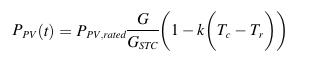 P_{PV}(t) = P_{PV,rated} \frac{G}{G_{STC}} \left( 1 - k \left( T_c - T_r \right) \right)